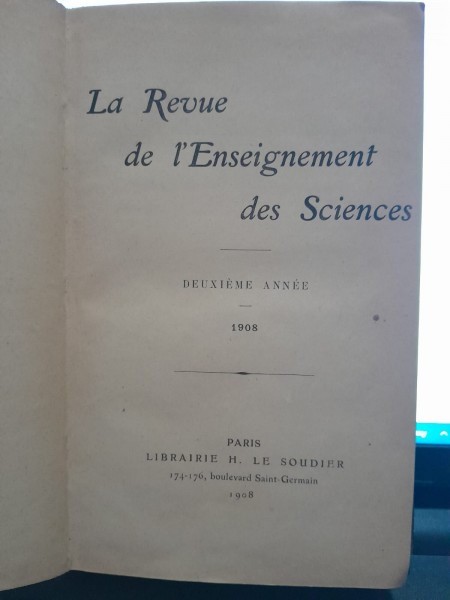 La Revue
de l'Enseignement
des Sciences
DEUXIÈME ANNÉE
1908
PARIS
LIBRAIRIE H. LE SOUDIER
174-176, boulevard Saint-Germain
1908